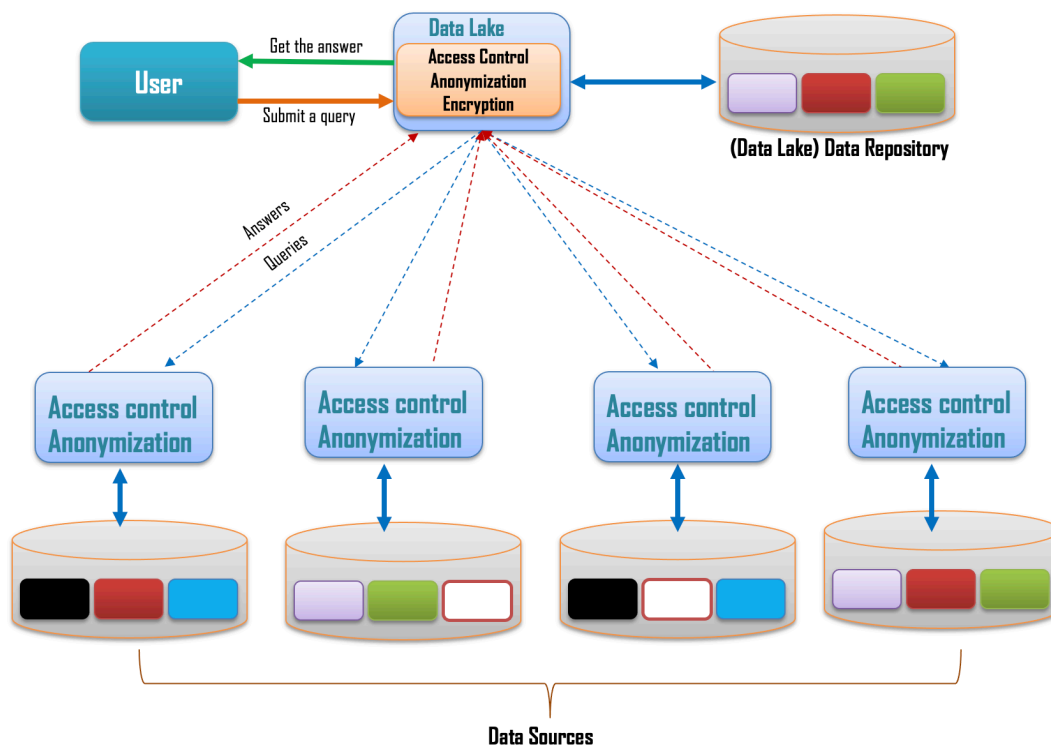 Data Lake
Get the answer
Access Control
Anonymization
Encryption
User
Submit a query
(Data Lake) Data Repository
Answers
Queries
Access control
Anonymization
Access control
Anonymization
Access control
Anonymization
Access control
Anonymization
Data Sources